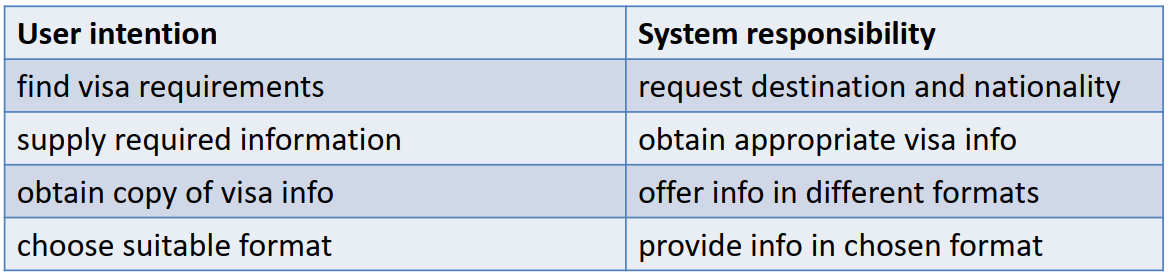 User intention System responsibility
find visa requirements request destination and nationality
supply required information obtain appropriate visa info
obtain copy of visa info offer info in different formats
choose suitable format provide info in chosen format